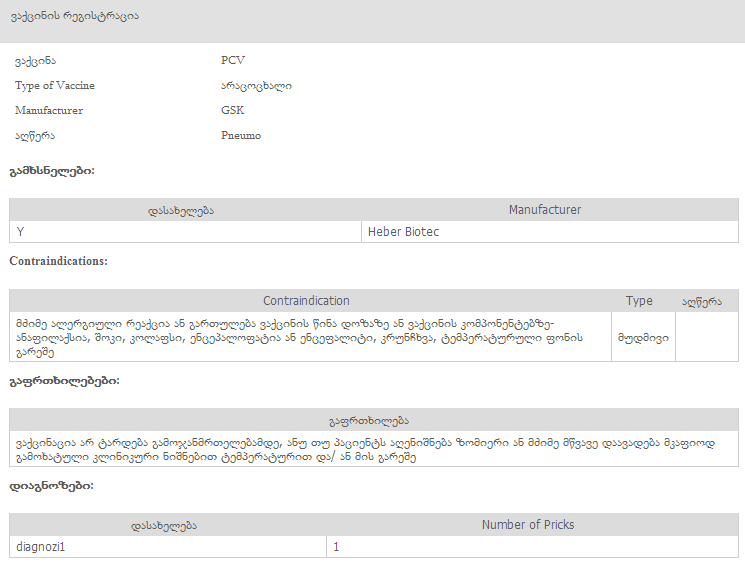 ვაქცინის რეგისტრაცია
ვაქცინა PCV
Type of Vaccine არაცოცხალი
Manufacturer GSK
აღწერა Pneumo
გამხსნელები:
დასახელება Manufacturer
Y Heber Biotec
Contraindications:
Contraindication Type აღწერა
მძიმე ალერგიული რეაქცია ან გართულება ვაქცინის წინა დოზაზე ან ვაქცინის კომპონენტებზე-
ანაფილაქსია, შოკი, კოლაფსი, ენცეპალოფატია ან ენცეფალიტი, კრუნჩხვა, ტემპერატურული ფონის
გარეშე
მუდმივი
გაფრთხილებები:
გაფრთხილება
ვაქცინაცია არ ტარდება გამოჯანმრთელებამდე, ანუ თუ პაციენტს აღენიშნება ზომიერი ან მძიმე მწვავე დაავადება მკაფიოდ
გამოხატული კლინიკური ნიშნებით ტემპერატურით და/ ან მის გარეშე
დიაგნოზები:
დასახელება Number of Pricks
diagnozi1 1